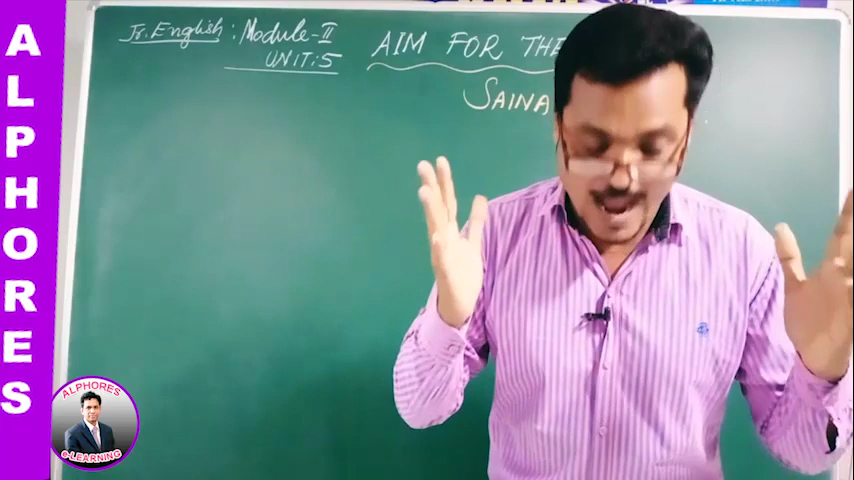 ALPHORES
Jr. English : Module-II
UNIT:5
AIM FOR THE
SAINA
ALPHORES
e-LEARNING